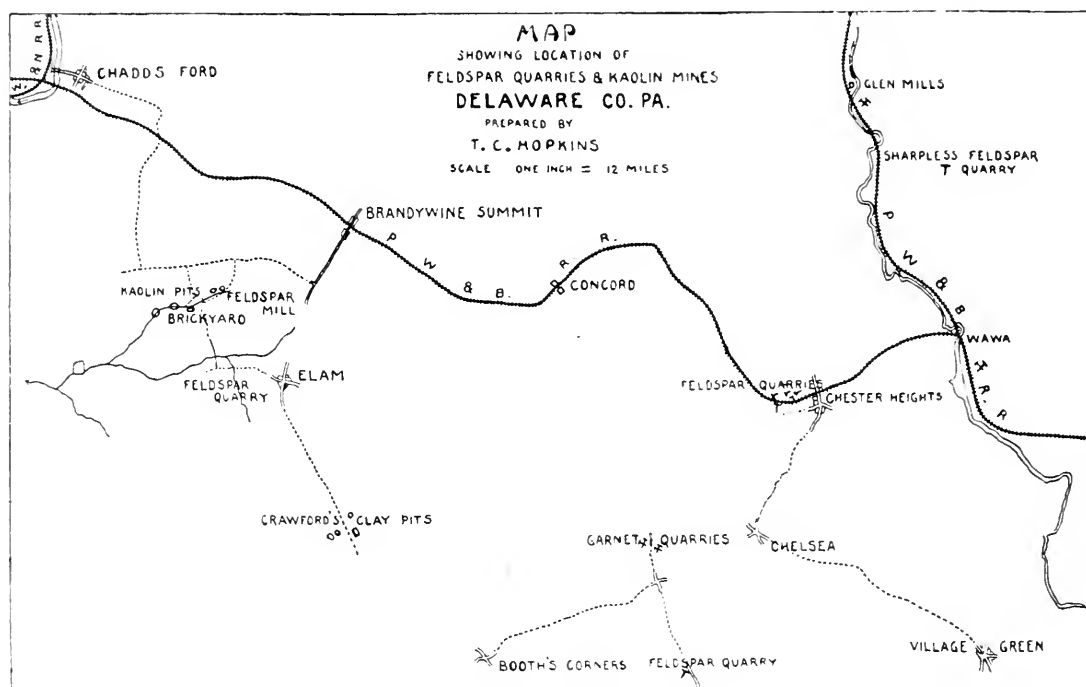 MAP
SHOWING LOCATION OF
FELDSPAR QUARRIES & KAOLIN MINES
DELAWARE CO. PA.
PREPARED BY
T. C. HOPKINS
SCALE ONE INCH = 12 MILES
W. & N R R
CHADDS FORD
GLEN MILLS
SHARPLESS FELDSPAR
QUARRY
BRANDYWINE SUMMIT
P W & B. R R.
CONCORD
KAOLIN PITS
FELDSPAR
MILL
BRICKYARD
P W & B R. R
WAWA
FELDSPAR
QUARRY
ELAM
FELDSPAR QUARRIES
CHESTER HEIGHTS
CRAWFORD'S CLAY PITS
GARNET QUARRIES
CHELSEA
BOOTH'S CORNERS
FELDSPAR QUARRY
VILLAGE GREEN